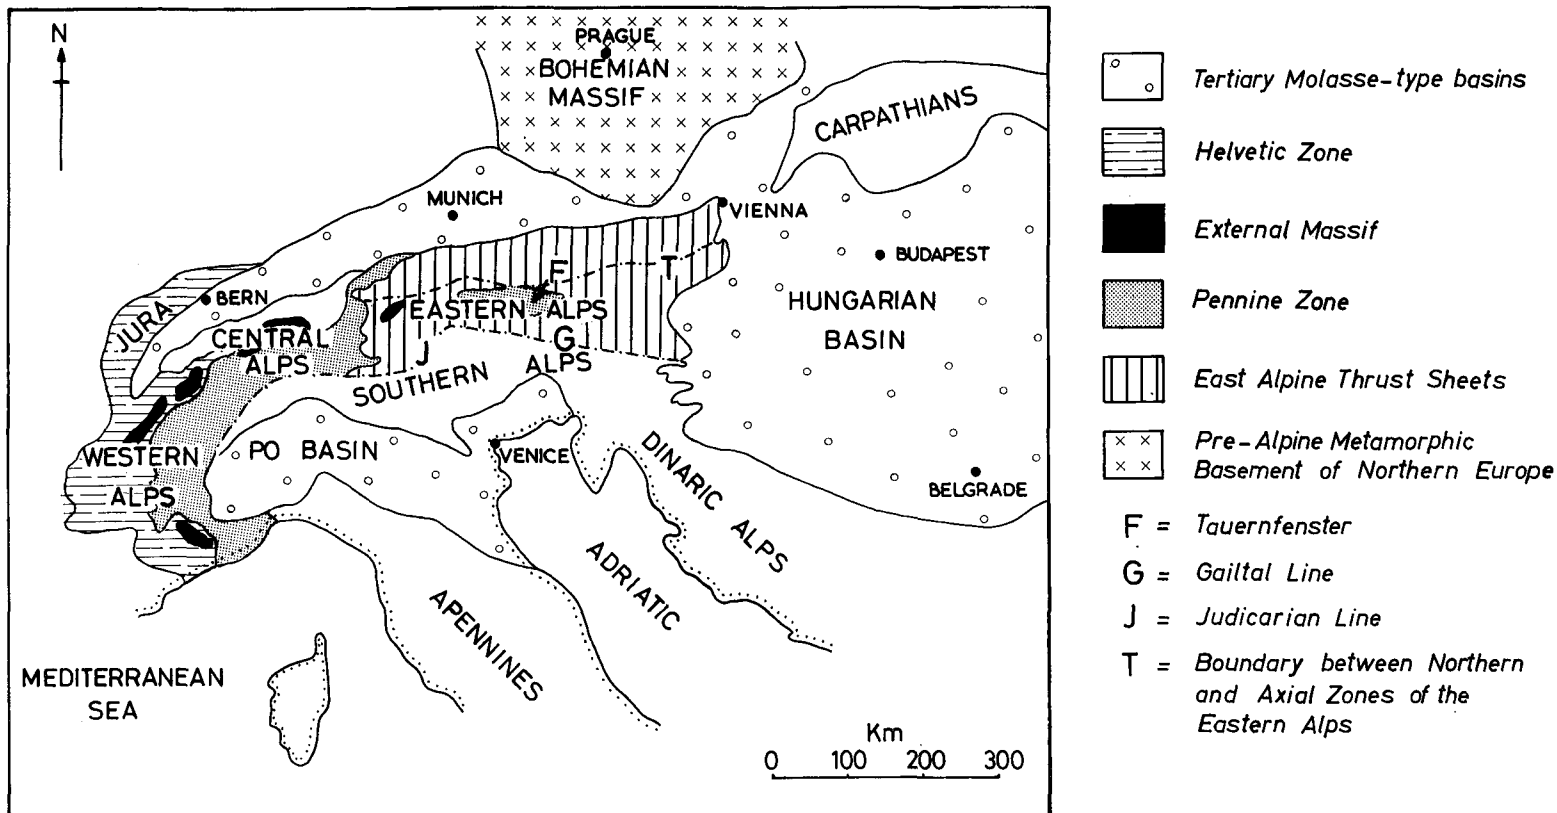 N
PRAGUE
BOHEMIAN
MASSIF
CARPATHIANS
MUNICH
VIENNA
BUDAPEST
BERN
JURA
F
T
EASTERN ALPS
HUNGARIAN
BASIN
CENTRAL
ALPS
J
G
SOUTHERN ALPS
WESTERN
ALPS
PO BASIN
VENICE
DINARIC ALPS
BELGRADE
ADRIATIC
APENNINES
MEDITERRANEAN
SEA
Km
0 100 200 300
Tertiary Molasse-type basins
Helvetic Zone
External Massif
Pennine Zone
East Alpine Thrust Sheets
Pre-Alpine Metamorphic
Basement of Northern Europe
F = Tauernfenster
G = Gailtal Line
J = Judicarian Line
T = Boundary between Northern
and Axial Zones of the
Eastern Alps